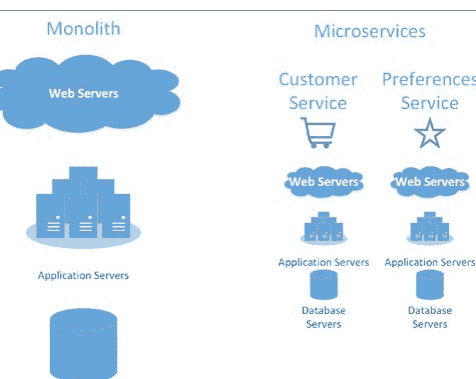 Monolith
Web Servers
Application Servers
Microservices
Customer
Service
Web Servers
Application Servers
Database
Servers
Preferences
Service
Web Servers
Application Servers
Database
Servers